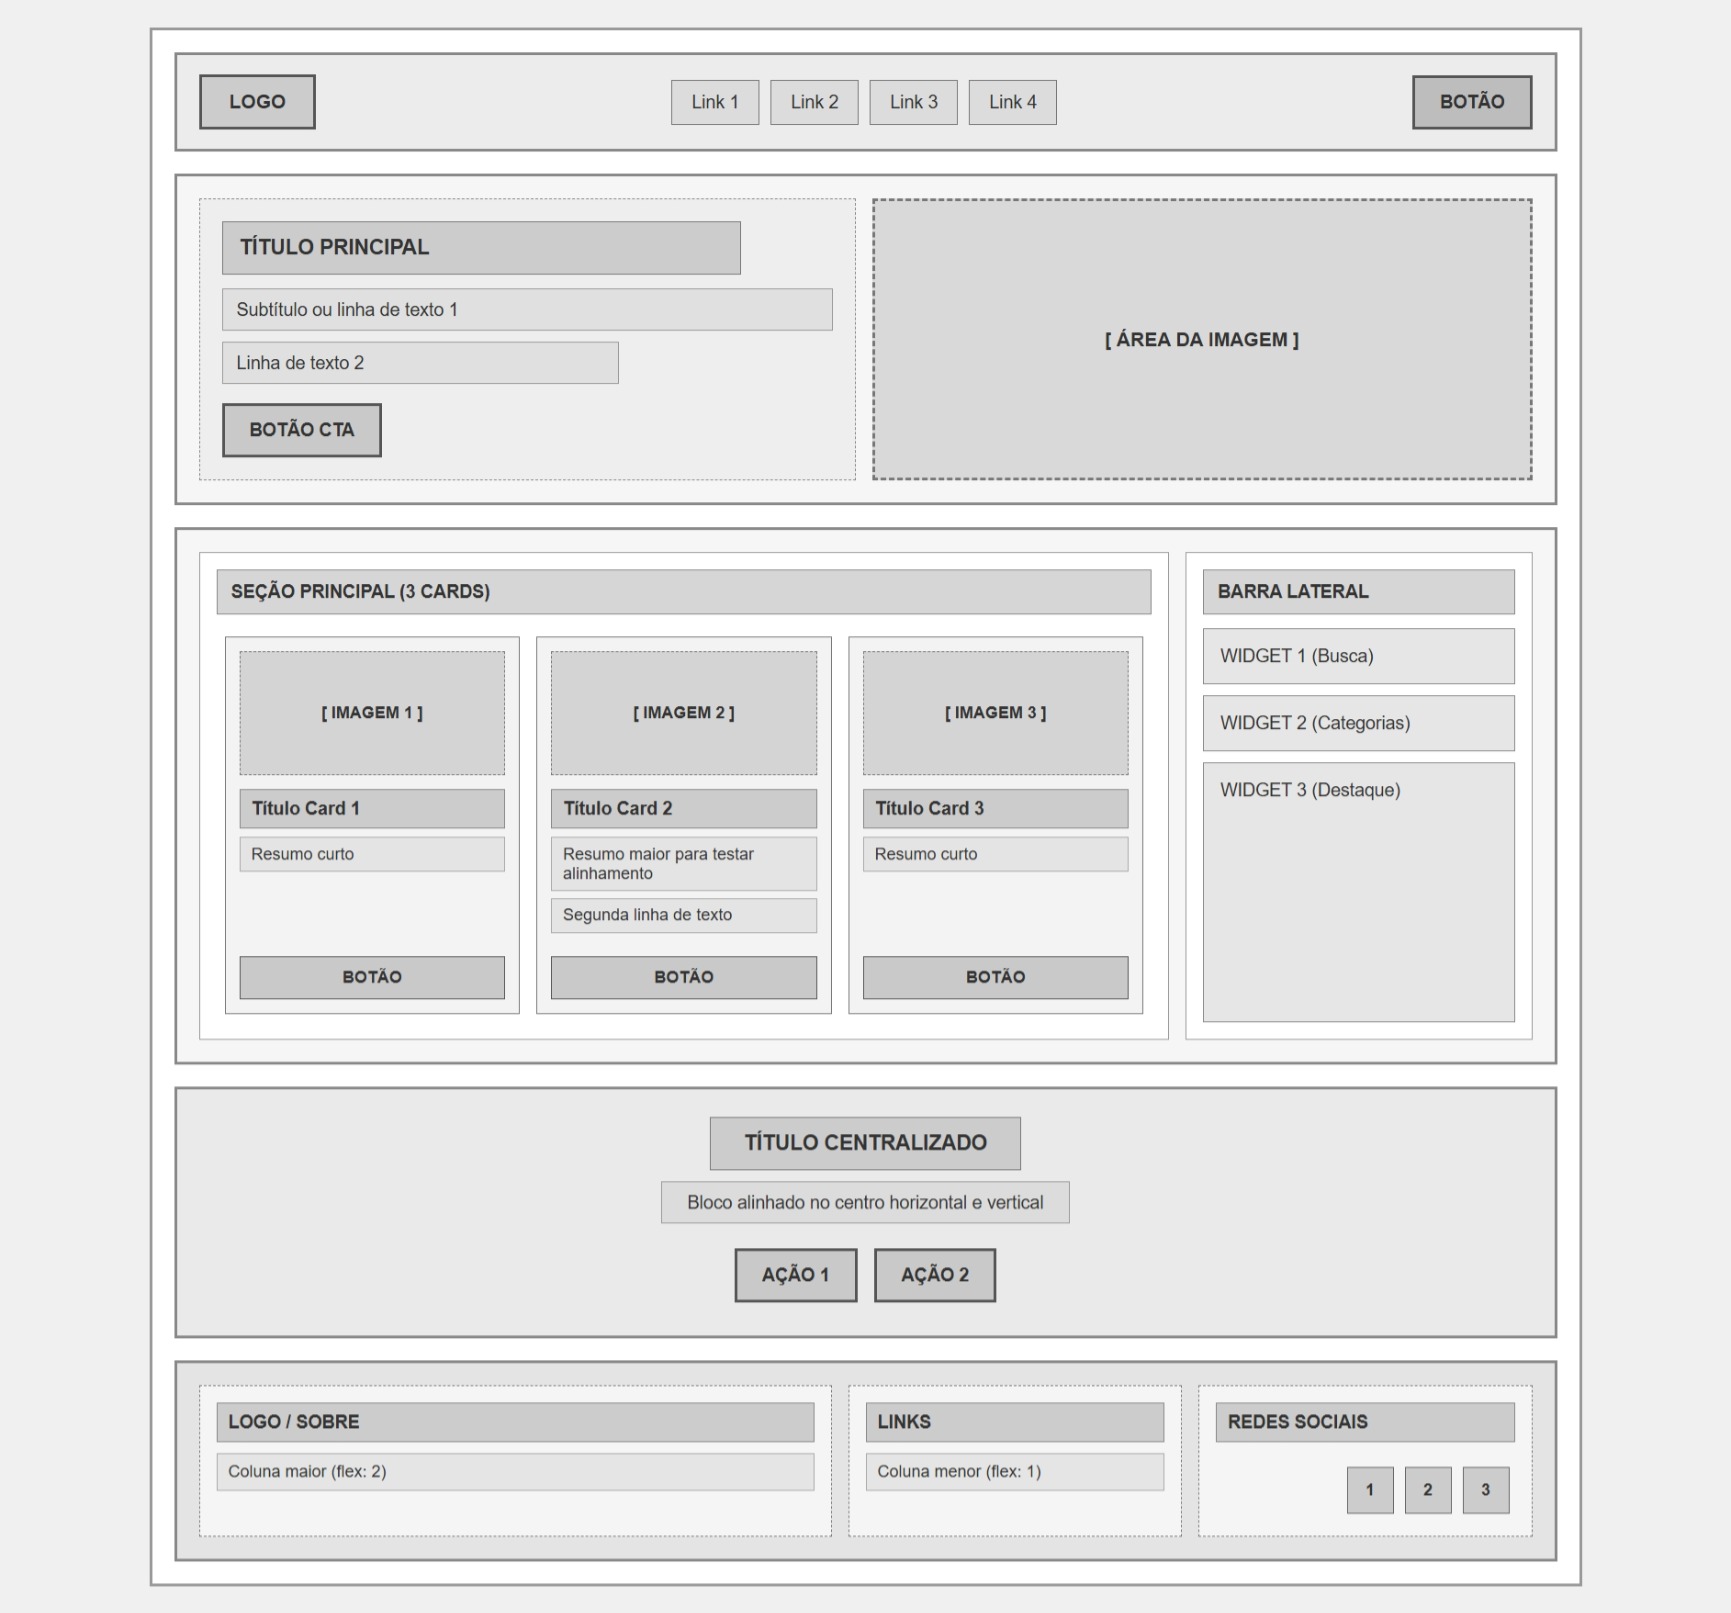 LOGO
Link 1
Link 2
Link 3
Link 4
BOTÃO
TÍTULO PRINCIPAL
Subtítulo ou linha de texto 1
Linha de texto 2
BOTÃO CTA
[ ÁREA DA IMAGEM ]
SEÇÃO PRINCIPAL (3 CARDS)
[ IMAGEM 1 ]
Título Card 1
Resumo curto
BOTÃO
[ IMAGEM 2 ]
Título Card 2
Resumo maior para testar
alinhamento
Segunda linha de texto
BOTÃO
[ IMAGEM 3 ]
Título Card 3
Resumo curto
BOTÃO
BARRA LATERAL
WIDGET 1 (Busca)
WIDGET 2 (Categorias)
WIDGET 3 (Destaque)
TÍTULO CENTRALIZADO
Bloco alinhado no centro horizontal e vertical
AÇÃO 1
AÇÃO 2
LOGO / SOBRE
Coluna maior (flex: 2)
LINKS
Coluna menor (flex: 1)
REDES SOCIAIS
1
2
3